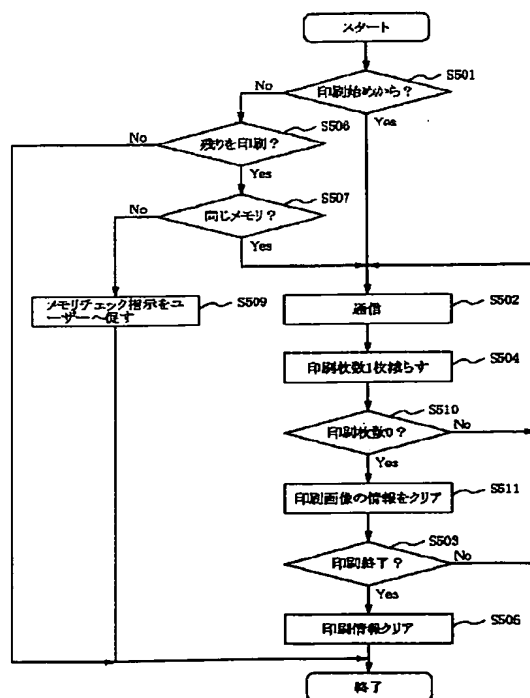 スタート
S501
印刷始めから？
No
Yes
S506
残りを印刷？
No
Yes
S507
同じメモリ？
No
Yes
メモリチェック指示をユ
ーザーへ促す
S509
通信
S502
印刷枚数1枚減らす
S504
S510
印刷枚数0？
No
Yes
印刷画像の情報をクリア
S511
S503
印刷終了？
No
Yes
印刷情報クリア
S505
終了